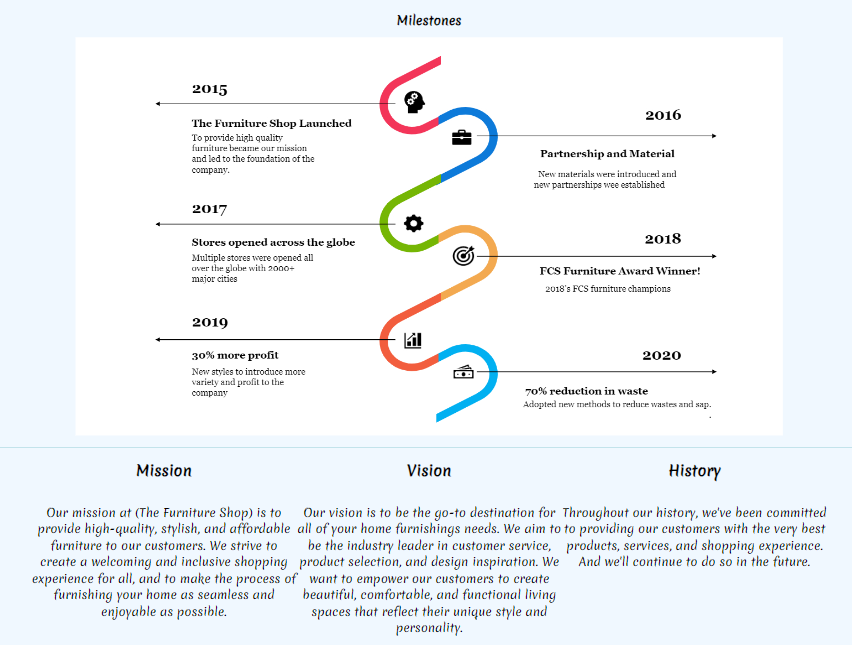 Milestones
2015
The Furniture Shop Launched
To provide high quality
furniture became our mission
and led to the foundation of the
company.
2016
Partnership and Material
New materials were introduced and
new partnerships wee established
2017
Stores opened across the globe
Multiple stores were opened all
over the globe with 2000+
major cities
2018
FCS Furniture Award Winner!
2018's FCS furniture champions
2019
30% more profit
New styles to introduce more
variety and profit to the
company
2020
70% reduction in waste
Adopted new methods to reduce wastes and sap.
.
Mission
Our mission at (The Furniture Shop) is to
provide high-quality, stylish, and affordable
furniture to our customers. We strive to
create a welcoming and inclusive shopping
experience for all, and to make the process of
furnishing your home as seamless and
enjoyable as possible.
Vision
Our vision is to be the go-to destination for
all of your home furnishings needs. We aim to
be the industry leader in customer service,
product selection, and design inspiration. We
want to empower our customers to create
beautiful, comfortable, and functional living
spaces that reflect their unique style and
personality.
History
Throughout our history, we've been committed
to providing our customers with the very best
products, services, and shopping experience.
And we'll continue to do so in the future.